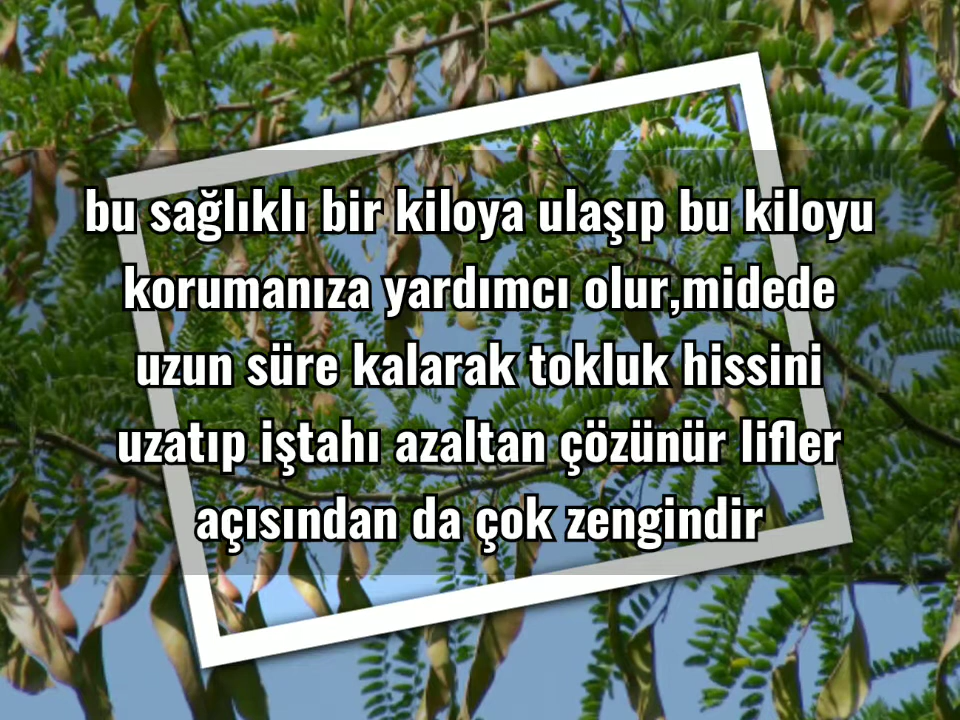 bu sağlıklı bir kiloya ulaşıp bu kiloyu
korumanıza yardımcı olur,midede
uzun süre kalarak tokluk hissini
uzatıp iştahı azaltan çözünür lifler
açısından da çok zengindir